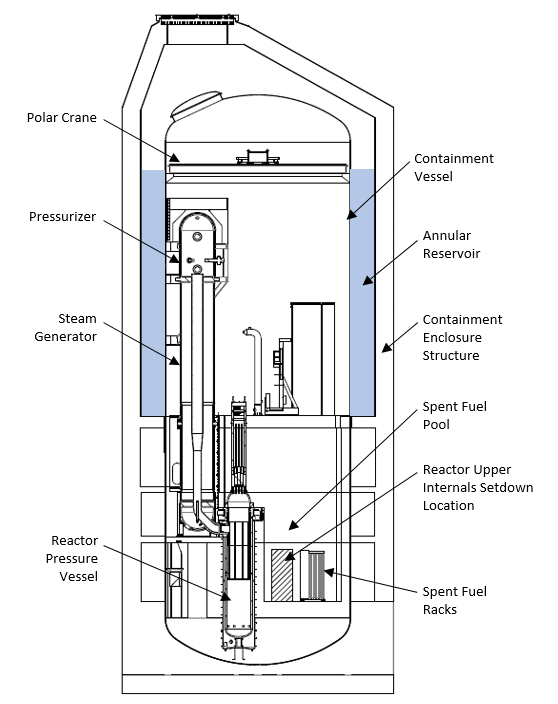 Polar Crane
Containment
Vessel
Pressurizer
Annular
Reservoir
Steam
Generator
Containment
Enclosure
Structure
Spent Fuel
Pool
Reactor Upper
Internals Setdown
Location
Reactor
Pressure
Vessel
Spent Fuel
Racks